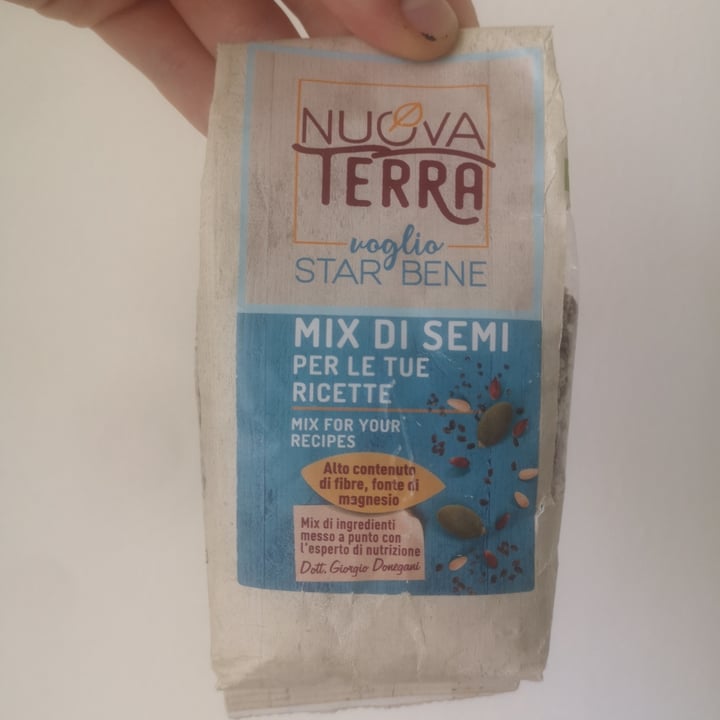 NUOVA
TERRA
voglio
STAR BENE
MIX DI SEMI
PER LE TUE
RICETTE
MIX FOR YOUR
RECIPES
Alto contenuto
di fibre, fonte di
magnesio
Mix di ingredienti
messo a punto con
l'esperto di nutrizione
Dott. Giorgio Donegani